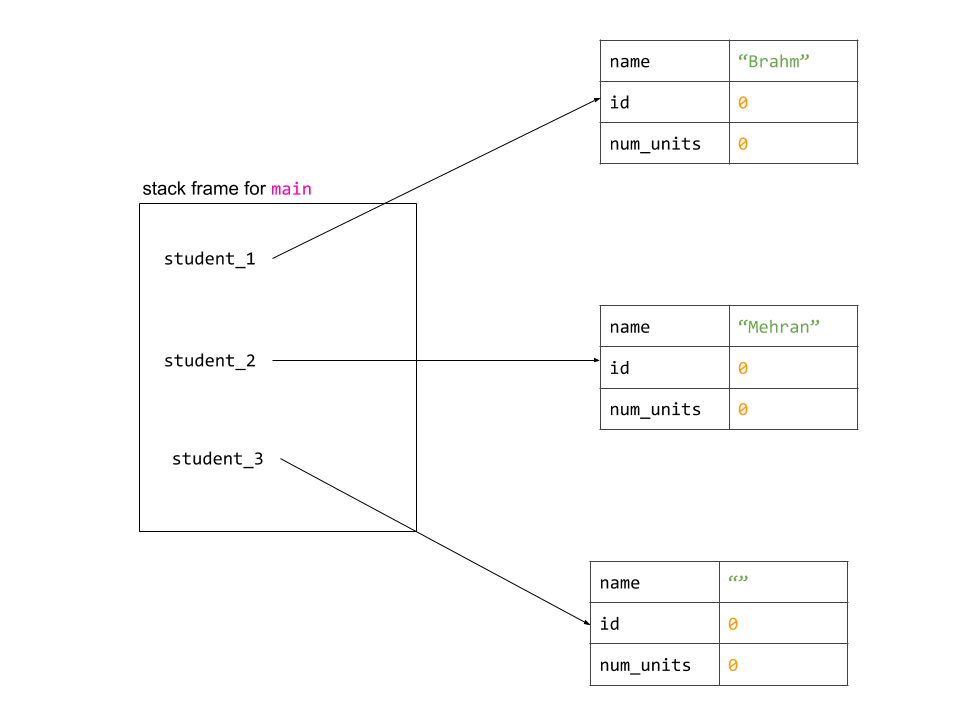 name “Brahm”
id 0
num_units 0
stack frame for main
student_1
name “Mehran”
student_2
id 0
num_units 0
student_3
name “”
id 0
num_units 0